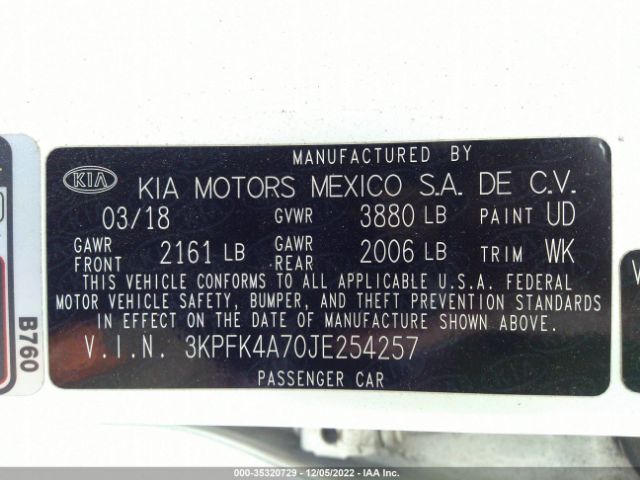 MANUFACTURED BY
KIA KIA MOTORS MEXICO S.A. DE C.V.
03/18 GVWR 3880 LB PAINT UD
GAWR FRONT 2161 LB GAWR REAR 2006 LB TRIM WK
THIS VEHICLE CONFORMS TO ALL APPLICABLE U.S.A. FEDERAL
MOTOR VEHICLE SAFETY, BUMPER, AND THEFT PREVENTION STANDARDS
IN EFFECT ON THE DATE OF MANUFACTURE SHOWN ABOVE.
V.I.N. 3KPFK4A70JE254257
PASSENGER CAR
B760
000-35320729 - 12/05/2022 - IAAI.com